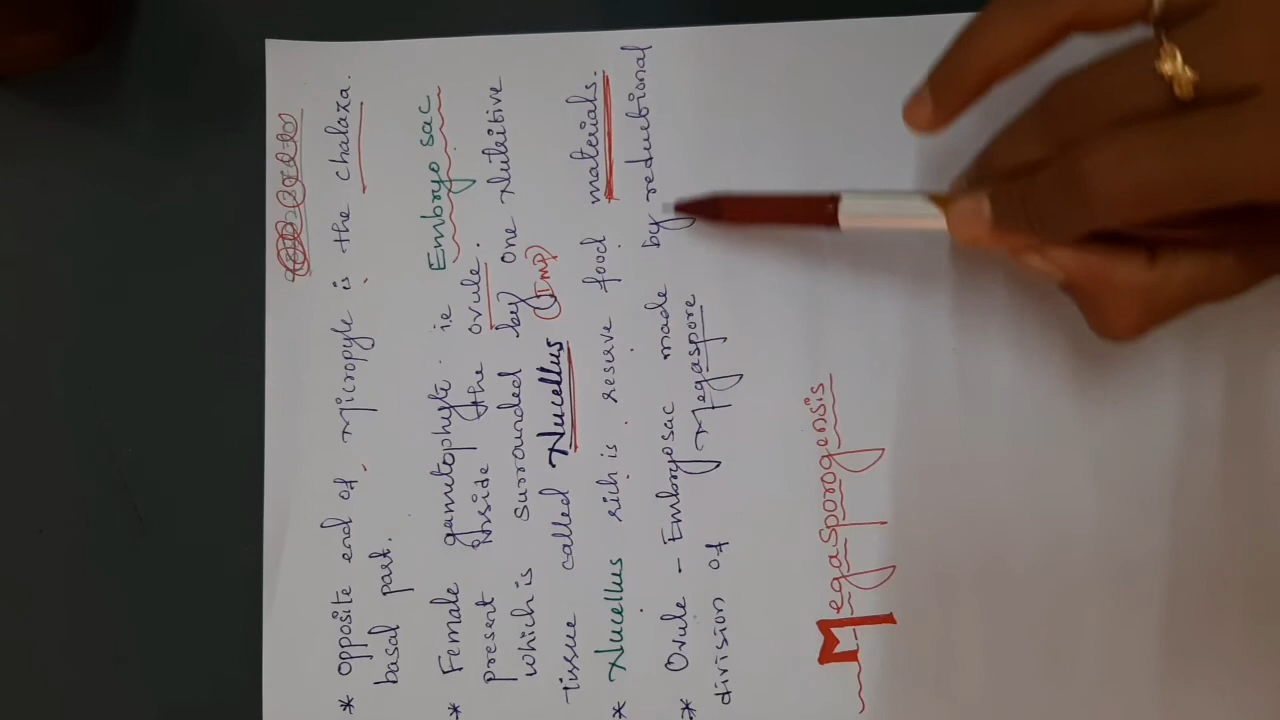 * opposite end of micropyle is the chalaza.
basal part.
* Female gametophyte i.e Embryo sac
present Inside the ovule.
which is surrounded by one Nutritive
tissue called Nucellus (Imp)
* Nucellus rich is reserve food materials.
* Ovule - Embryosac made by reductional
division of Megaspore
Megasporogensis